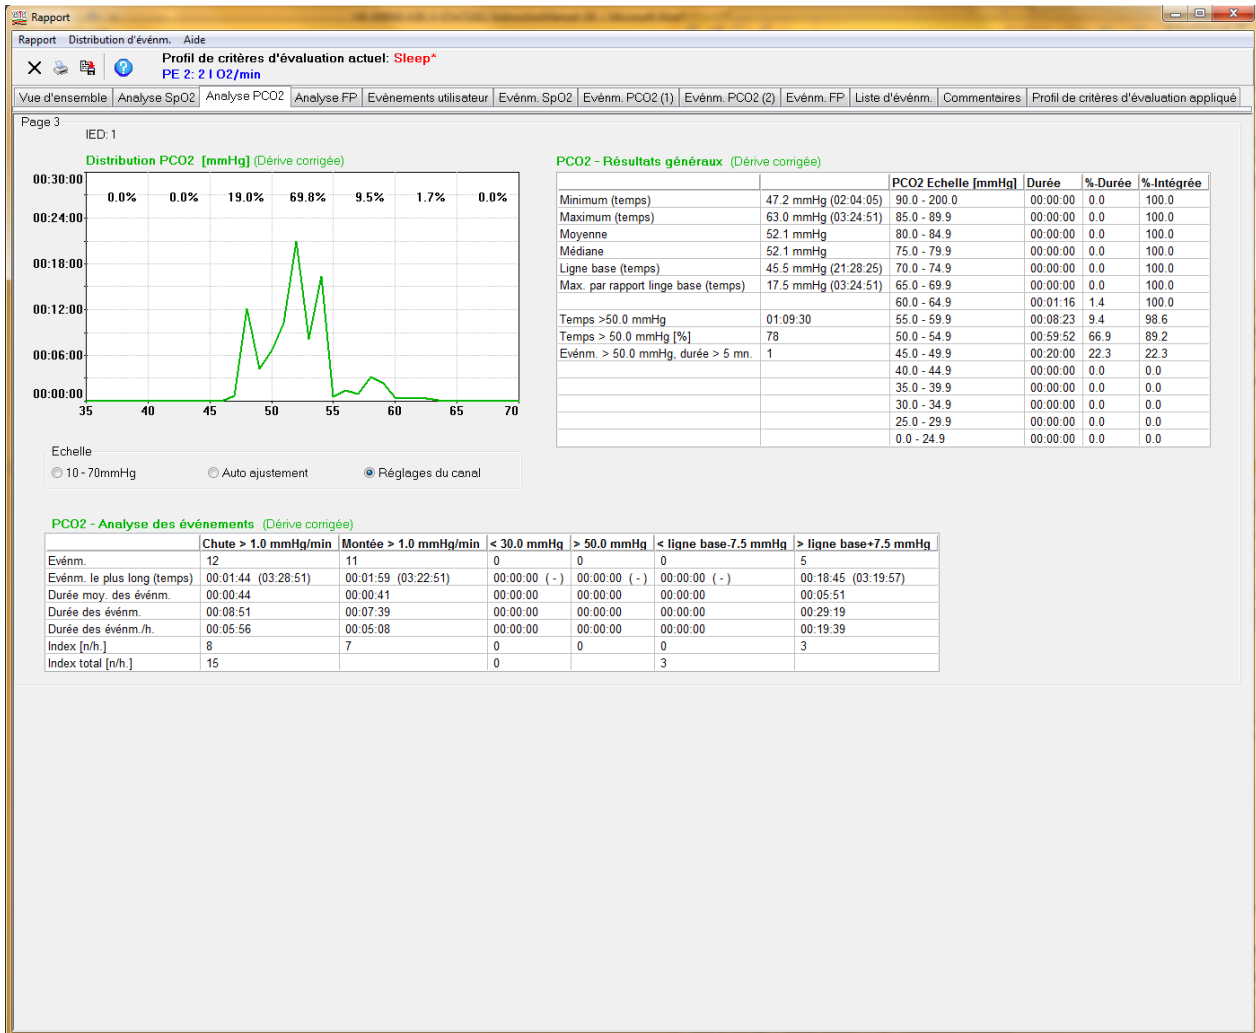 Rapport
Rapport Distribution d'événm. Aide
Profil de critères d'évaluation actuel: Sleep*
PE 2: 2 l O2/min
Vue d'ensemble Analyse SpO2 Analyse PCO2 Analyse FP Evènements utilisateur Evénm. SpO2 Evénm. PCO2 (1) Evénm. PCO2 (2) Evénm. FP Liste d'événm. Commentaires Profil de critères d'évaluation appliqué
Page 3
IED: 1
Distribution PCO2 [mmHg] (Dérive corrigée)
00:30:00
0.0% 0.0% 19.0% 69.8% 9.5% 1.7% 0.0%
00:24:00
00:18:00
00:12:00
00:06:00
00:00:00
35 40 45 50 55 60 65 70
Echelle
10 - 70mmHg Auto ajustement Réglages du canal
PCO2 - Résultats généraux (Dérive corrigée)
PCO2 Echelle [mmHg] Durée %-Durée %-Intégrée
Minimum (temps) 47.2 mmHg (02:04:05) 90.0 - 200.0 00:00:00 0.0 100.0
Maximum (temps) 63.0 mmHg (03:24:51) 85.0 - 89.9 00:00:00 0.0 100.0
Moyenne 52.1 mmHg 80.0 - 84.9 00:00:00 0.0 100.0
Médiane 52.1 mmHg 75.0 - 79.9 00:00:00 0.0 100.0
Ligne base (temps) 45.5 mmHg (21:28:25) 70.0 - 74.9 00:00:00 0.0 100.0
Max. par rapport linge base (temps) 17.5 mmHg (03:24:51) 65.0 - 69.9 00:00:00 0.0 100.0
60.0 - 64.9 00:01:16 1.4 100.0
Temps >50.0 mmHg 01:09:30 55.0 - 59.9 00:08:23 9.4 98.6
Temps > 50.0 mmHg [%] 78 50.0 - 54.9 00:59:52 66.9 89.2
Evénm. > 50.0 mmHg, durée > 5 mn. 1 45.0 - 49.9 00:20:00 22.3 22.3
40.0 - 44.9 00:00:00 0.0 0.0
35.0 - 39.9 00:00:00 0.0 0.0
30.0 - 34.9 00:00:00 0.0 0.0
25.0 - 29.9 00:00:00 0.0 0.0
0.0 - 24.9 00:00:00 0.0 0.0
PCO2 - Analyse des événements (Dérive corrigée)
Chute > 1.0 mmHg/min Montée > 1.0 mmHg/min < 30.0 mmHg > 50.0 mmHg < ligne base-7.5 mmHg > ligne base+7.5 mmHg
Evénm. 12 11 0 0 0 5
Evénm. le plus long (temps) 00:01:44 (03:28:51) 00:01:59 (03:22:51) 00:00:00 ( - ) 00:00:00 ( - ) 00:00:00 ( - ) 00:18:45 (03:19:57)
Durée moy. des événm. 00:00:44 00:00:41 00:00:00 00:00:00 00:00:00 00:05:51
Durée des événm. 00:08:51 00:07:39 00:00:00 00:00:00 00:00:00 00:29:19
Durée des événm./h. 00:05:56 00:05:08 00:00:00 00:00:00 00:00:00 00:19:39
Index [n/h.] 8 7 0 0 0 3
Index total [n/h.] 15 0 3